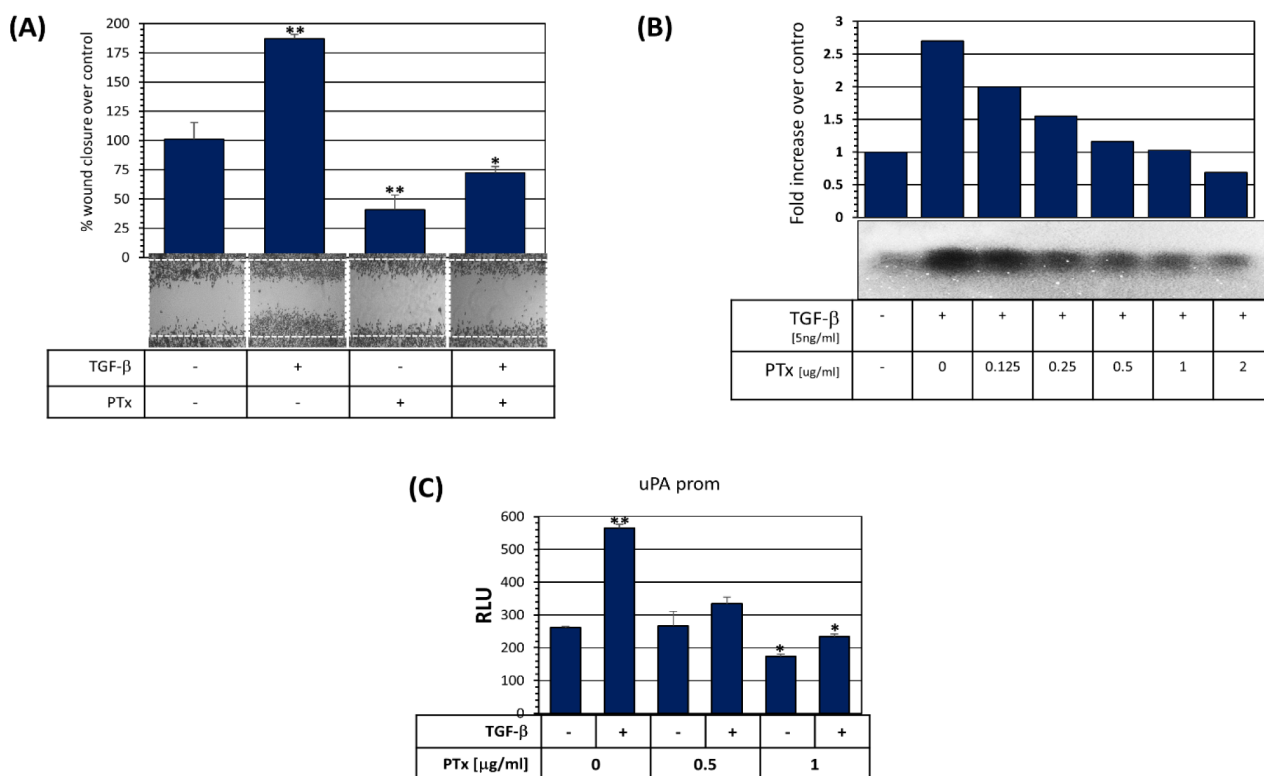 (A)
% wound closure over control
200
175
150
125
100
75
50
25
0
**
**
*
TGF-β - + - +
PTx - - + +
(B)
Fold increase over contro
3
2.5
2
1.5
1
0.5
0
TGF-β - + + + + + +
[5ng/ml]
PTx [ug/ml] - 0 0.125 0.25 0.5 1 2
(C)
uPA prom
RLU
600
500
400
300
200
100
0
**
*
*
TGF-β - + - + - +
PTx [μg/ml] 0 0.5 1